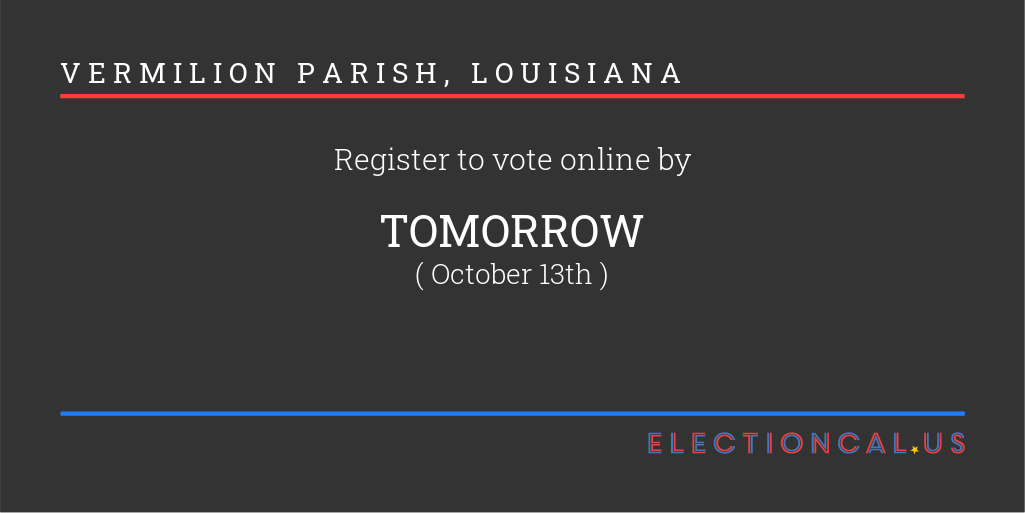 VERMILION PARISH, LOUISIANA
Register to vote online by
TOMORROW
( October 13th )
ELECTIONCAL.US